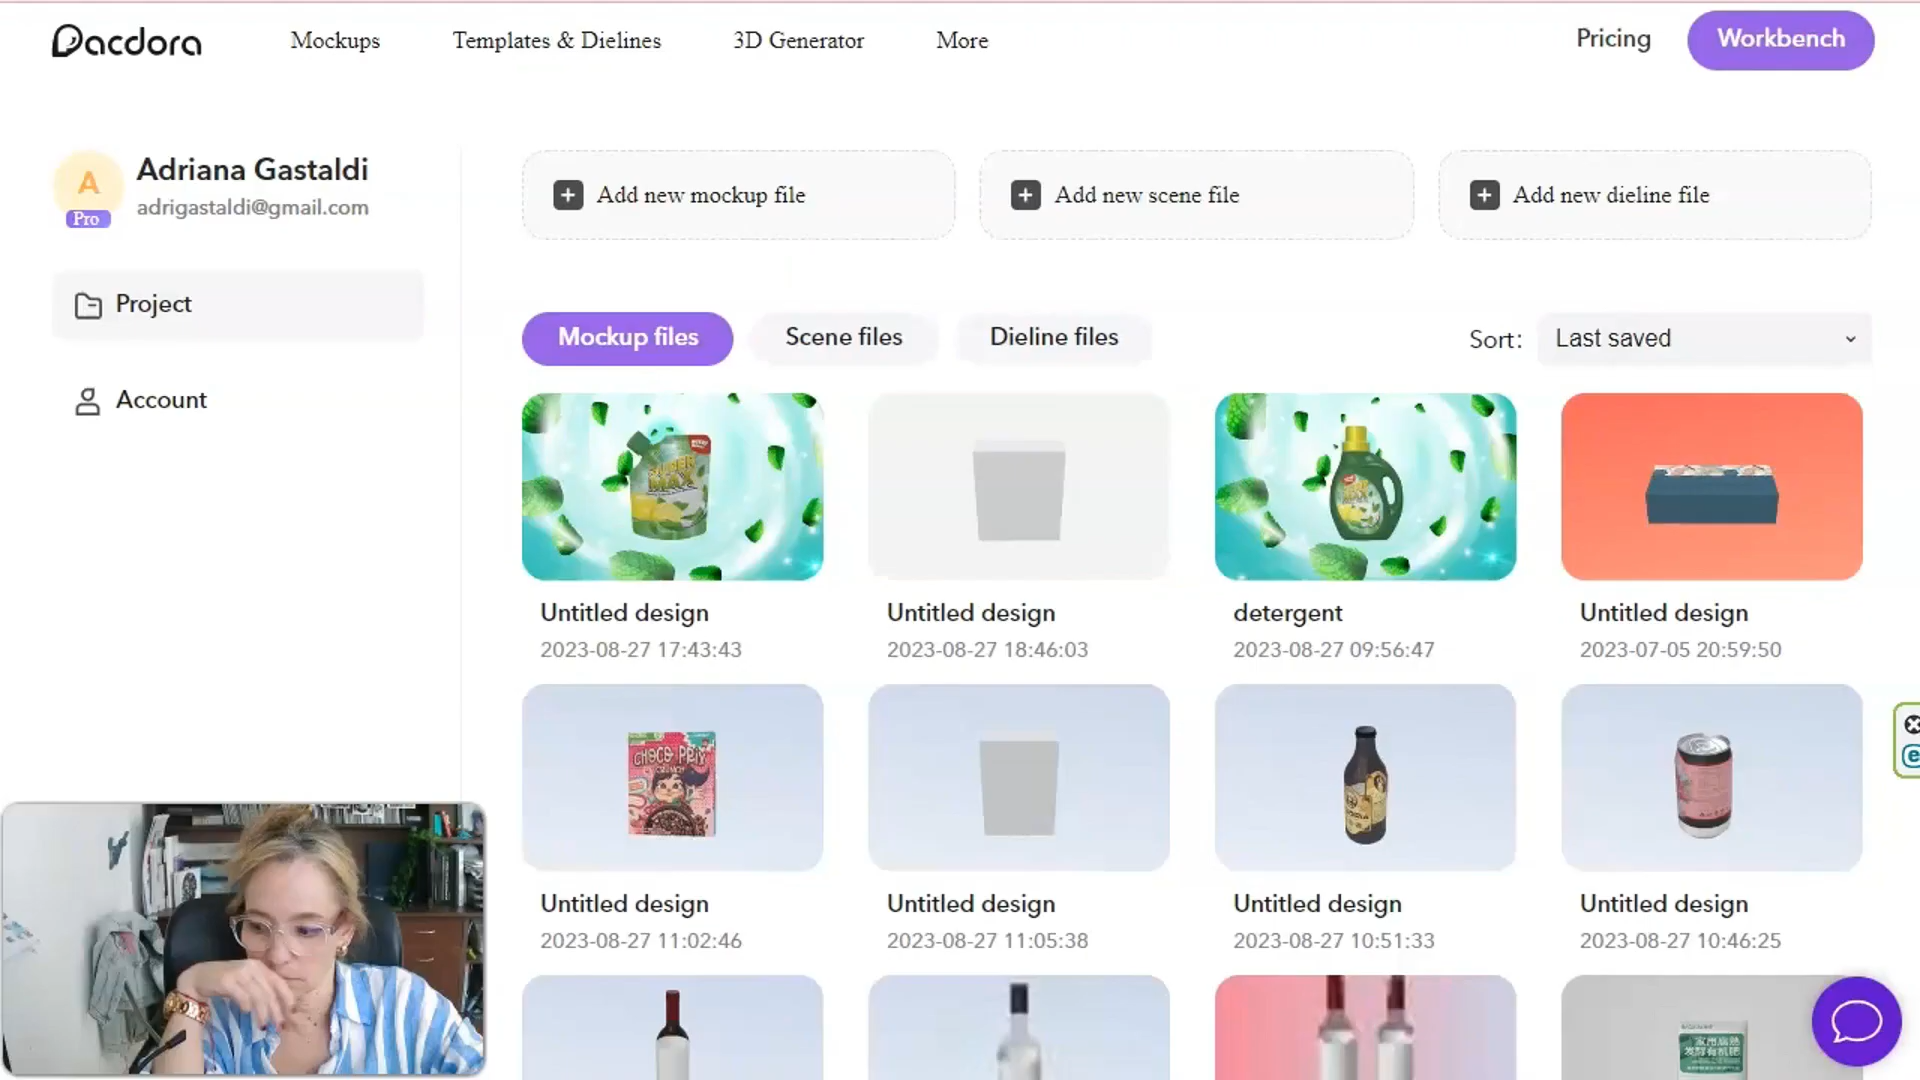 Pacdora
Mockups
Templates & Dielines
3D Generator
More
Pricing
Workbench
A
Pro
Adriana Gastaldi
adrigastaldi@gmail.com
Project
Account
Add new mockup file
Add new scene file
Add new dieline file
Mockup files
Scene files
Dieline files
Sort:
Last saved
SUPER
MAX
Untitled design
2023-08-27 17:43:43
Untitled design
2023-08-27 18:46:03
detergent
2023-08-27 09:56:47
Untitled design
2023-07-05 20:59:50
CHOCO PRIX
CRUNCH
Untitled design
2023-08-27 11:02:46
Untitled design
2023-08-27 11:05:38
Untitled design
2023-08-27 10:51:33
Untitled design
2023-08-27 10:46:25